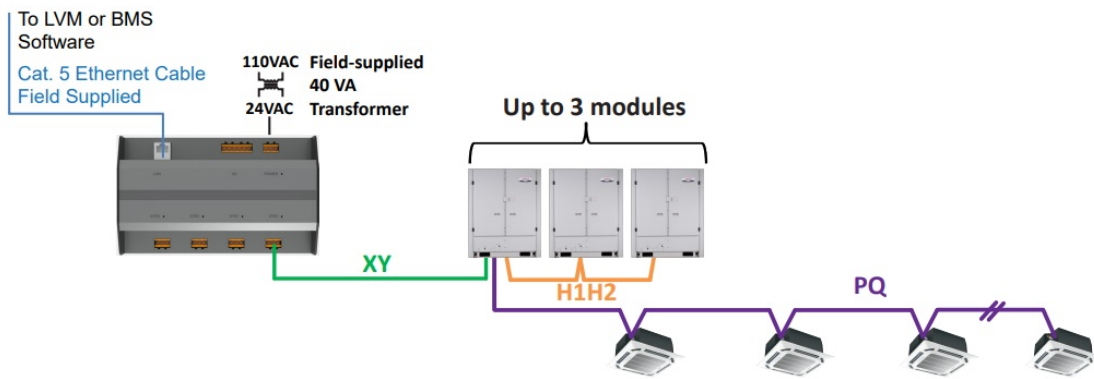 To LVM or BMS
Software
Cat. 5 Ethernet Cable
Field Supplied
110VAC Field-supplied
40 VA
24VAC Transformer
Up to 3 modules
XY
H1H2
PQ